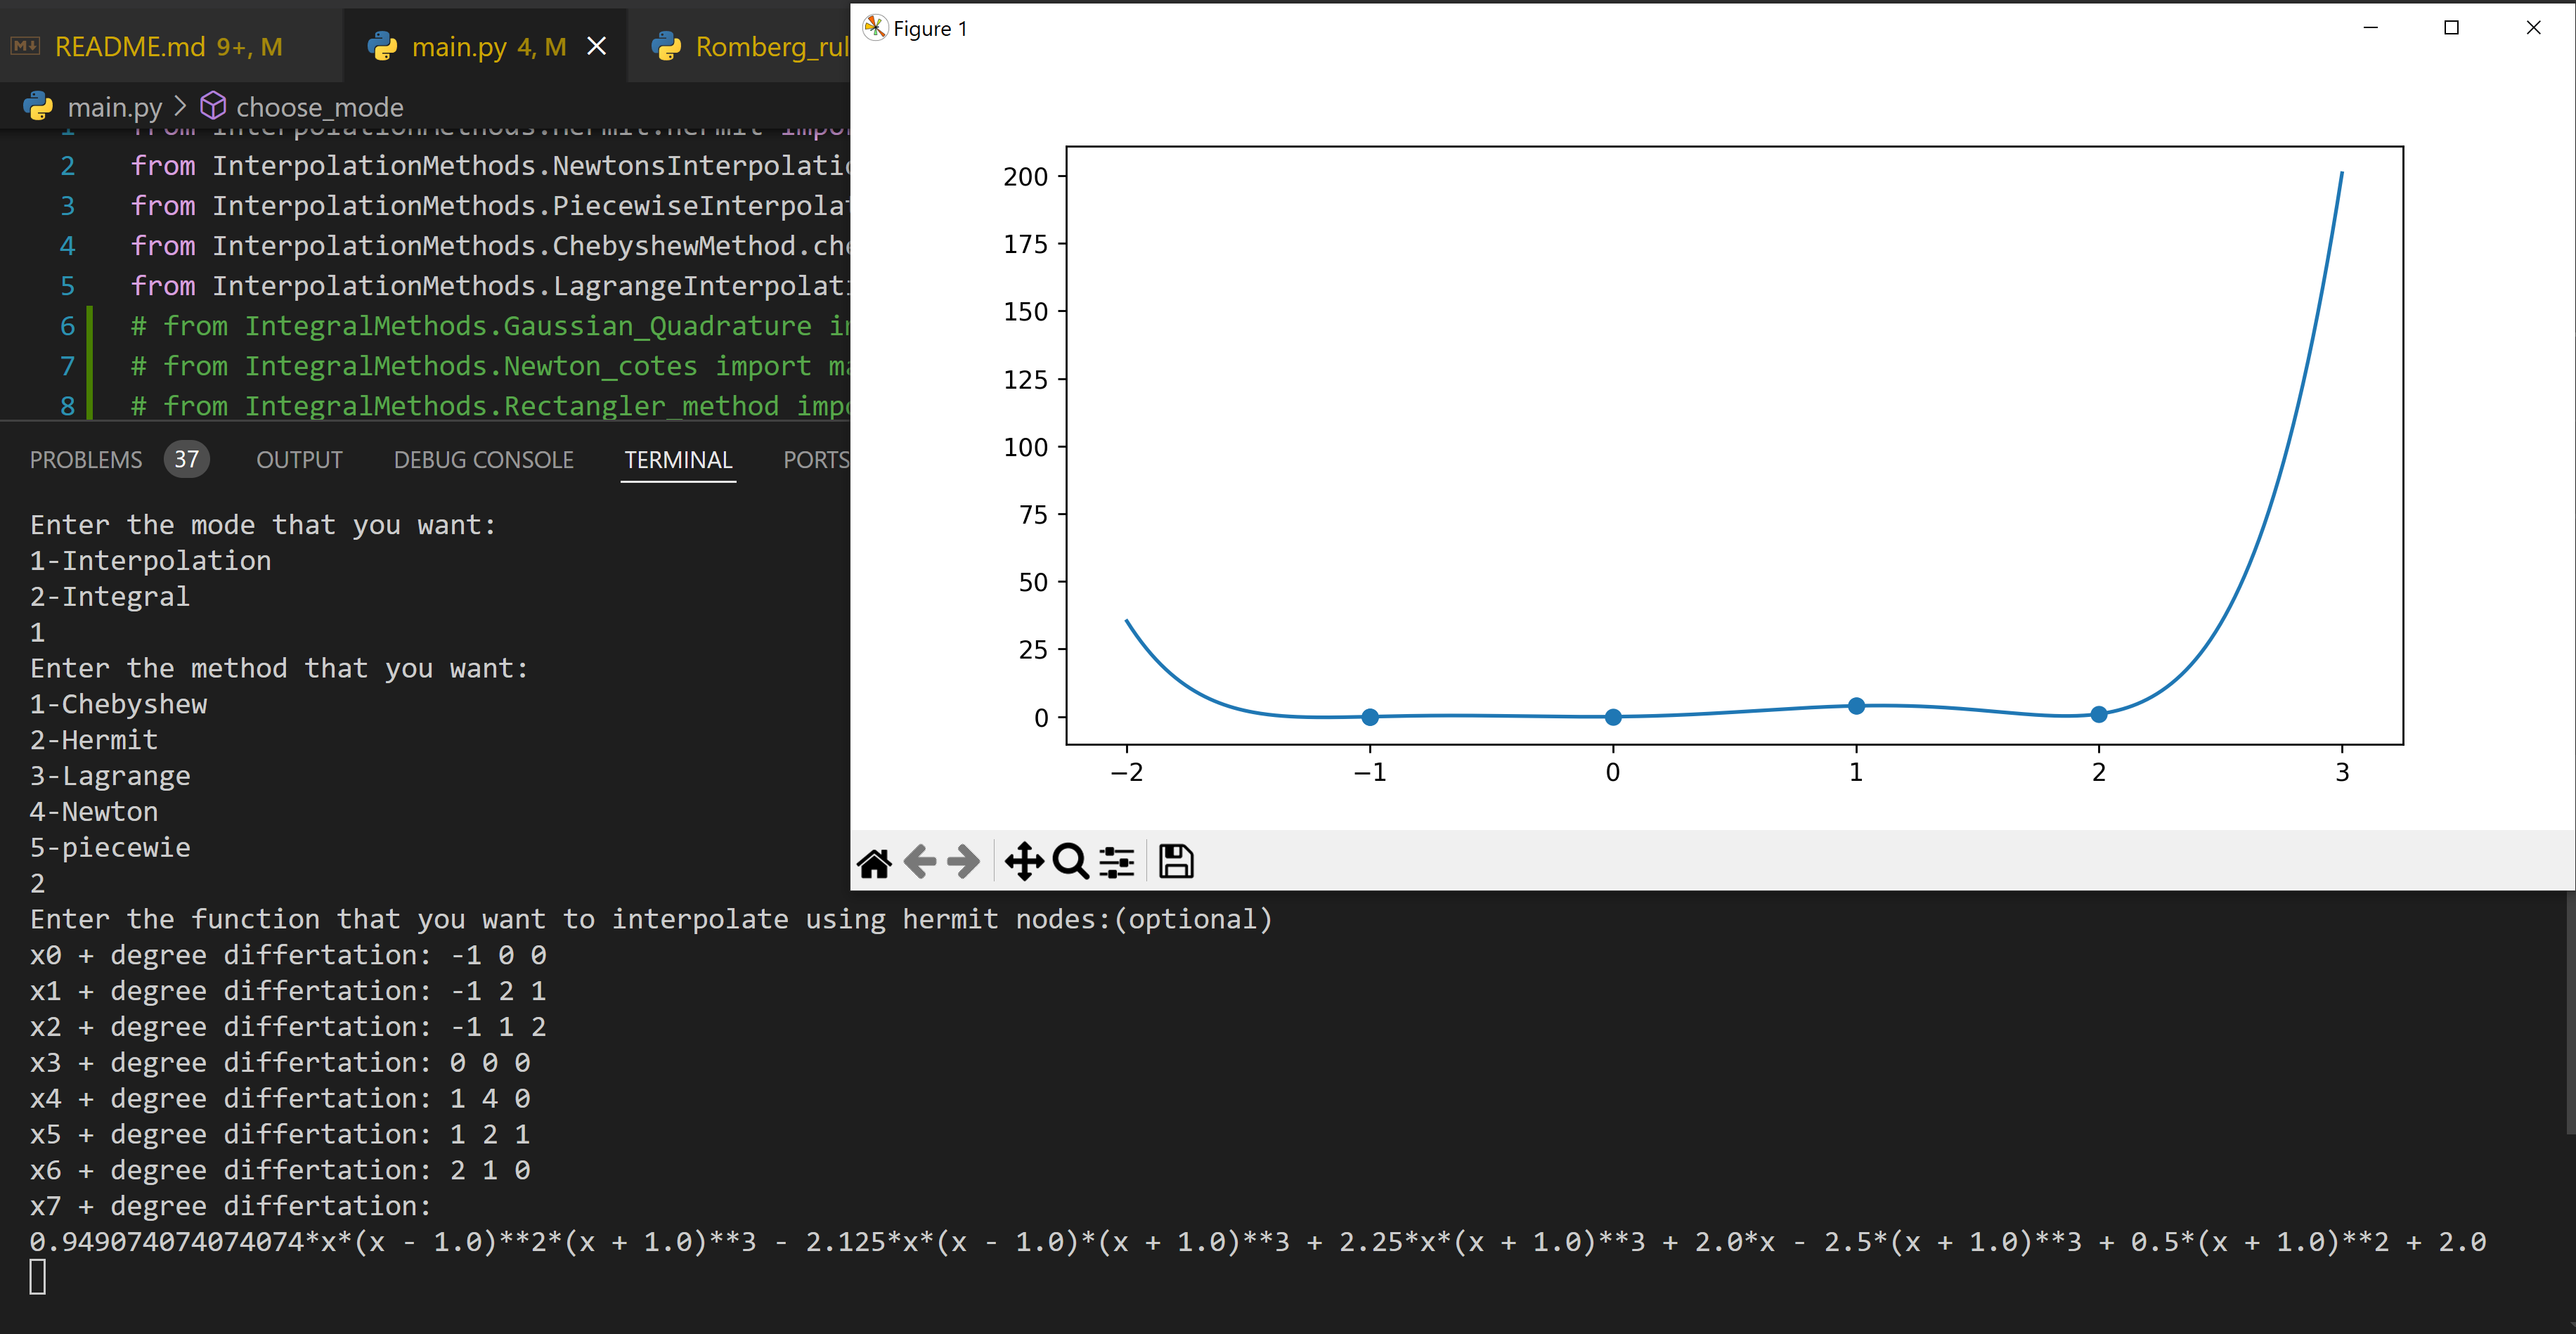 README.md 9+, M
main.py 4, M
Romberg_rul
main.py > choose_mode
2 from InterpolationMethods.NewtonsInterpolatio
3 from InterpolationMethods.PiecewiseInterpola
4 from InterpolationMethods.ChebyshewMethod.che
5 from InterpolationMethods.LagrangeInterpolat
6 # from IntegralMethods.Gaussian_Quadrature i
7 # from IntegralMethods.Newton_cotes import ma
8 # from IntegralMethods.Rectangler_method impo
PROBLEMS 37 OUTPUT DEBUG CONSOLE TERMINAL PORTS
Figure 1
200
175
150
125
100
75
50
25
0
−2 −1 0 1 2 3
Enter the mode that you want:
1-Interpolation
2-Integral
1
Enter the method that you want:
1-Chebyshew
2-Hermit
3-Lagrange
4-Newton
5-piecewie
2
Enter the function that you want to interpolate using hermit nodes:(optional)
x0 + degree differtation: -1 0 0
x1 + degree differtation: -1 2 1
x2 + degree differtation: -1 1 2
x3 + degree differtation: 0 0 0
x4 + degree differtation: 1 4 0
x5 + degree differtation: 1 2 1
x6 + degree differtation: 2 1 0
x7 + degree differtation:
0.949074074074074*x*(x - 1.0)**2*(x + 1.0)**3 - 2.125*x*(x - 1.0)*(x + 1.0)**3 + 2.25*x*(x + 1.0)**3 + 2.0*x - 2.5*(x + 1.0)**3 + 0.5*(x + 1.0)**2 + 2.0